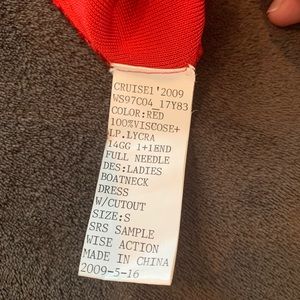 CRUISE1'2009
WS97C04_17Y83
COLOR:RED
100%VISCOSE+
LP.LYCRA
14GG 1+1END
FULL NEEDLE
DES:LADIES
BOATNECK
DRESS
W/CUTOUT
SIZE:S
SRS SAMPLE
WISE ACTION
MADE IN CHINA
2009-5-16